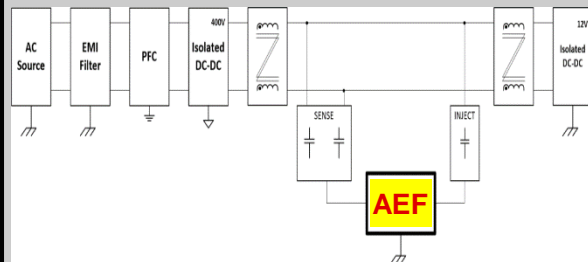 AC
Source
EMI
Filter
PFC
400V
Isolated
DC-DC
12V
Isolated
DC-DC
SENSE
INJECT
AEF